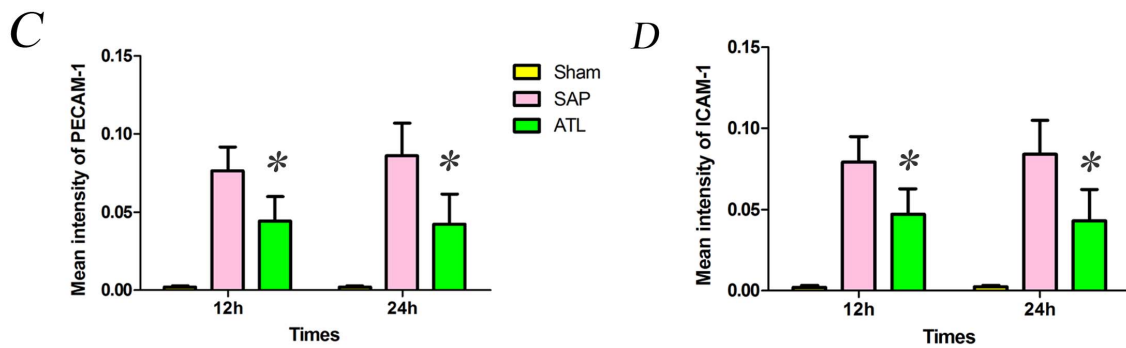 C
Mean intensity of PECAM-1
0.15
0.10
0.05
0.00
*
*
12h
24h
Times
Sham
SAP
ATL
D
Mean intensity of ICAM-1
0.15
0.10
0.05
0.00
*
*
12h
24h
Times